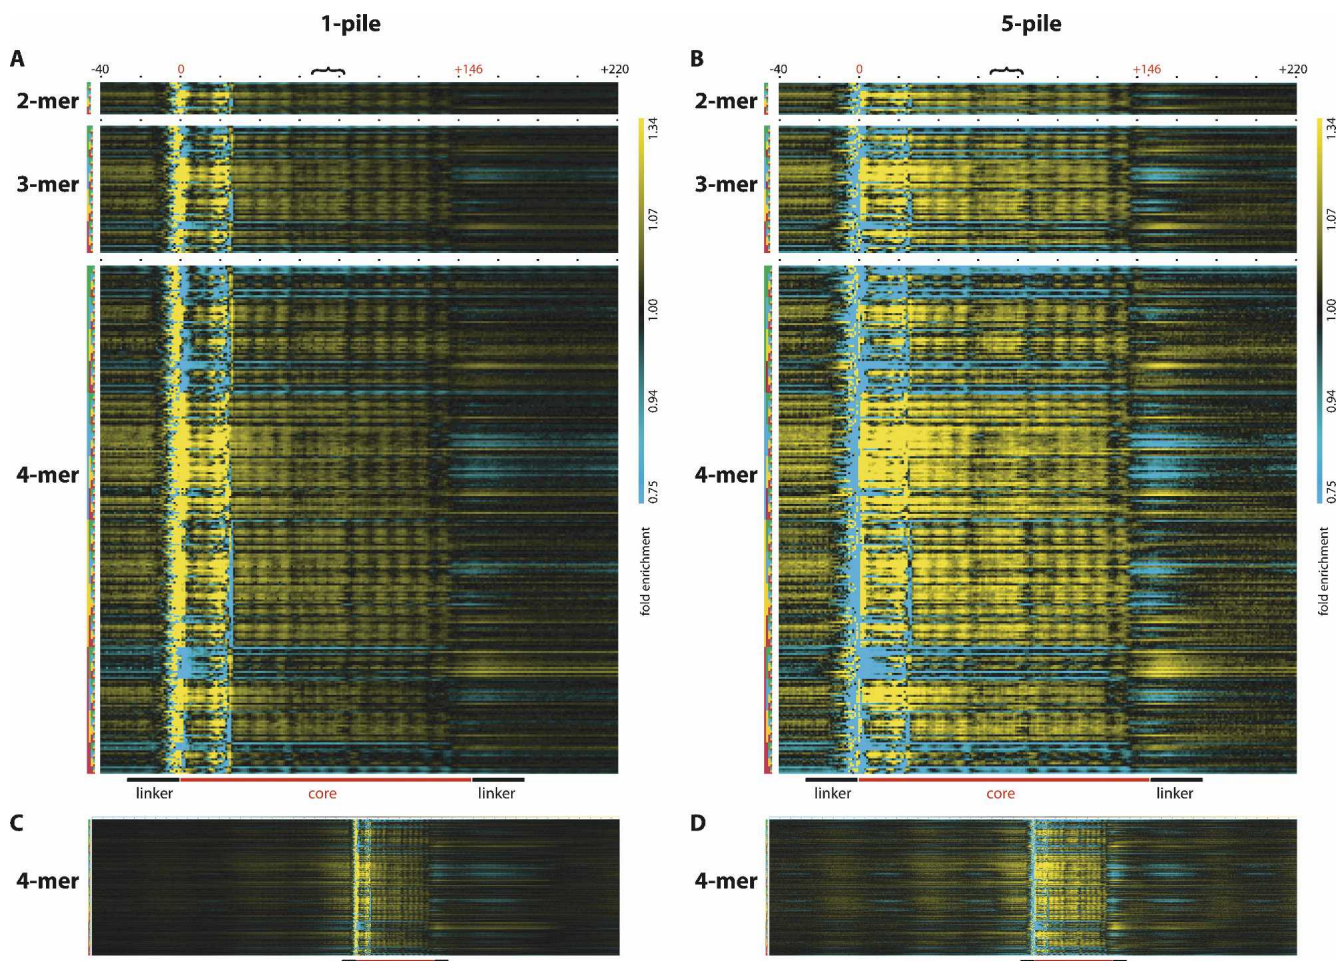 1-pile
5-pile
A
-40
0
+146
+220
2-mer
3-mer
4-mer
1.34
1.07
1.00
0.94
0.75
fold enrichment
linker
core
linker
B
-40
0
+146
+220
2-mer
3-mer
4-mer
1.34
1.07
1.00
0.94
0.75
fold enrichment
linker
core
linker
C
4-mer
D
4-mer